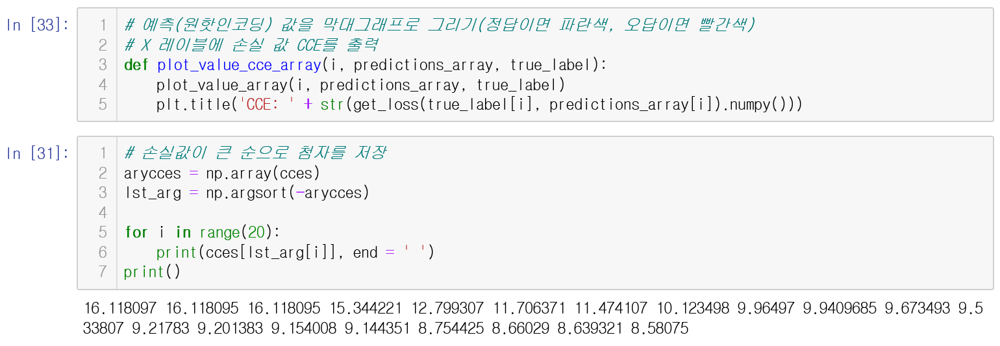 In [33]:
1 # 예측(원핫인코딩) 값을 막대그래프로 그리기(정답이면 파란색, 오답이면 빨간색)
2 # X 레이블에 손실 값 CCE를 출력
3 def plot_value_cce_array(i, predictions_array, true_label):
4     plot_value_array(i, predictions_array, true_label)
5     plt.title('CCE: ' + str(get_loss(true_label[i], predictions_array[i]).numpy()))
In [31]:
1 # 손실값이 큰 순으로 첨자를 저장
2 arycces = np.array(cces)
3 lst_arg = np.argsort(-arycces)
4
5 for i in range(20):
6     print(cces[lst_arg[i]], end = ' ')
7 print()
16.118097 16.118095 16.118095 15.344221 12.799307 11.706371 11.474107 10.123498 9.96497 9.9409685 9.673493 9.5
33807 9.21783 9.201383 9.154008 9.144351 8.754425 8.66029 8.639321 8.58075